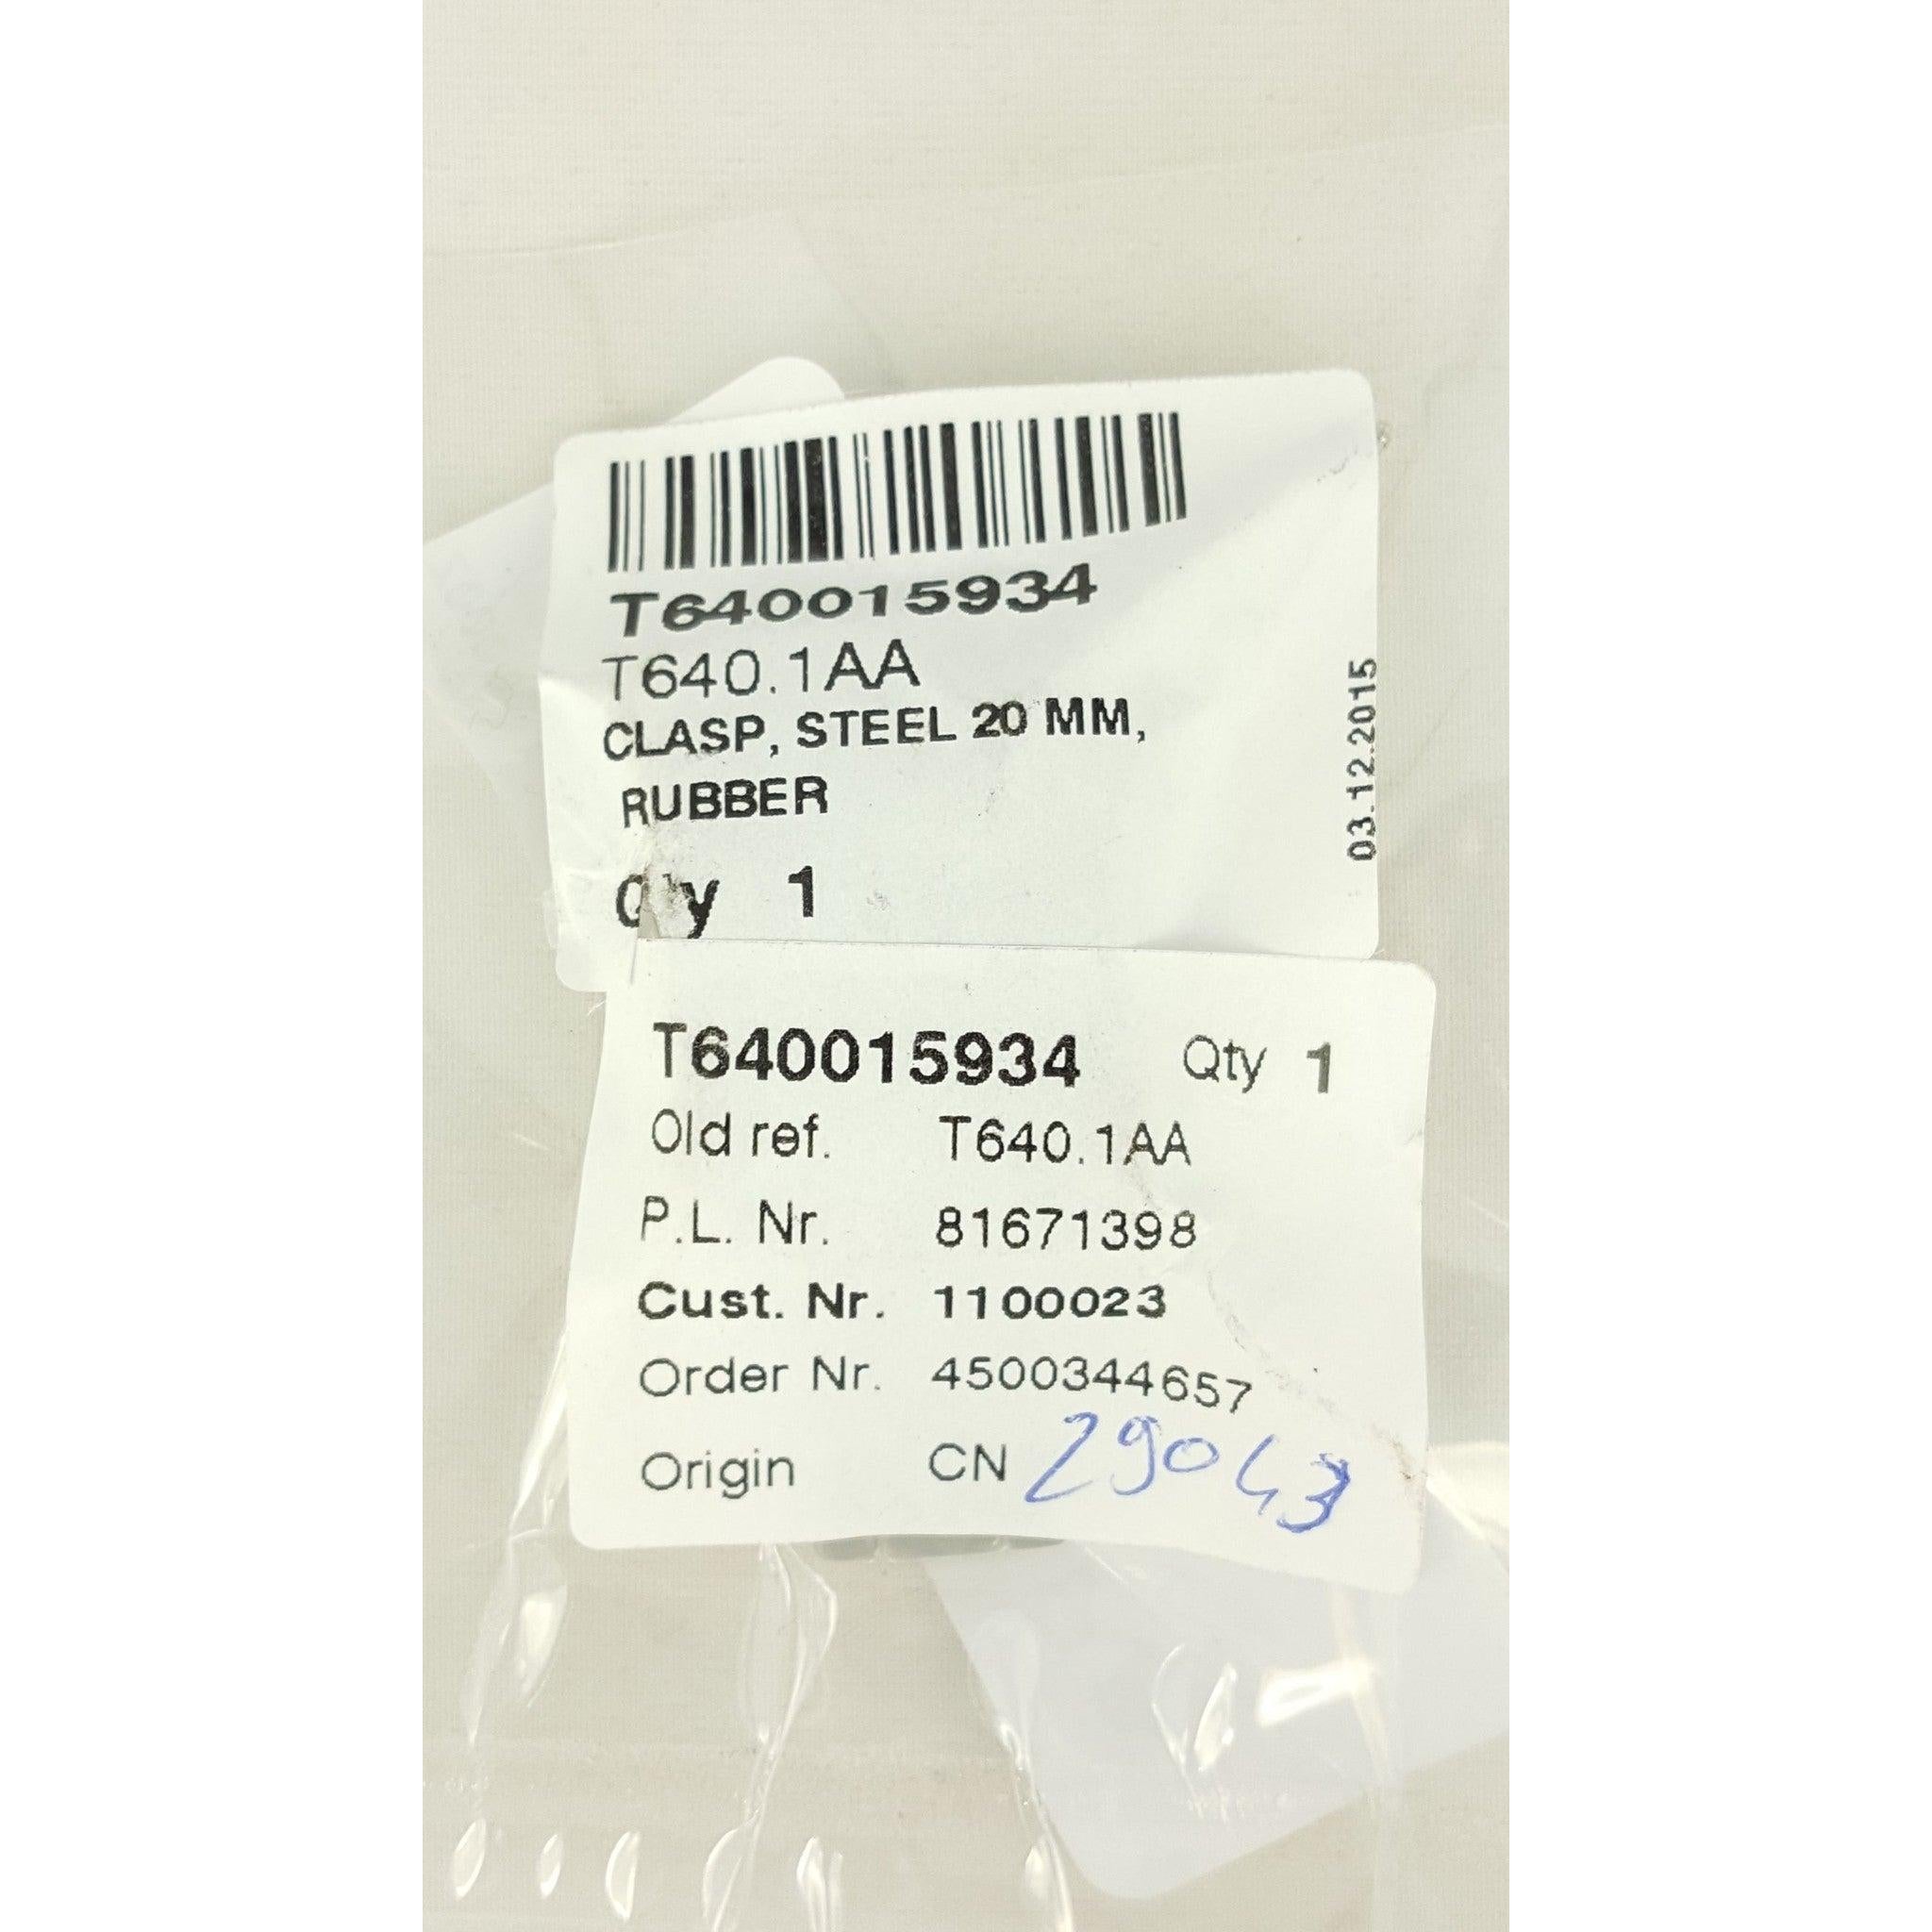 T640015934
T640.1AA
CLASP, STEEL 20 MM,
RUBBER
Qty 1
03.12.2015
T640015934 Qty 1
Old ref. T640.1AA
P.L. Nr. 81671398
Cust. Nr. 1100023
Order Nr. 4500344657
Origin CN 29043